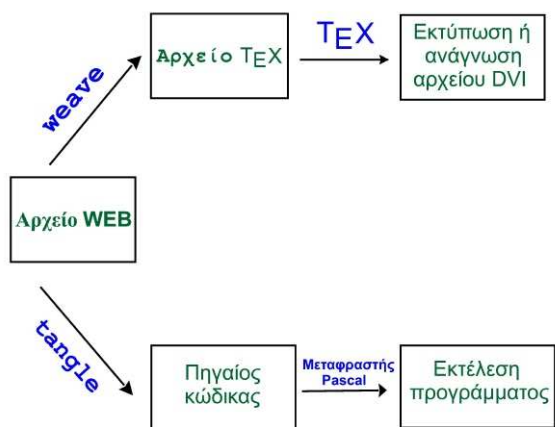 weave
Αρχείο TEX
TEX
Εκτύπωση ή
ανάγνωση
αρχείου DVI
Αρχείο WEB
tangle
Πηγαίος
κώδικας
Μεταφραστής
Pascal
Εκτέλεση
προγράμματος